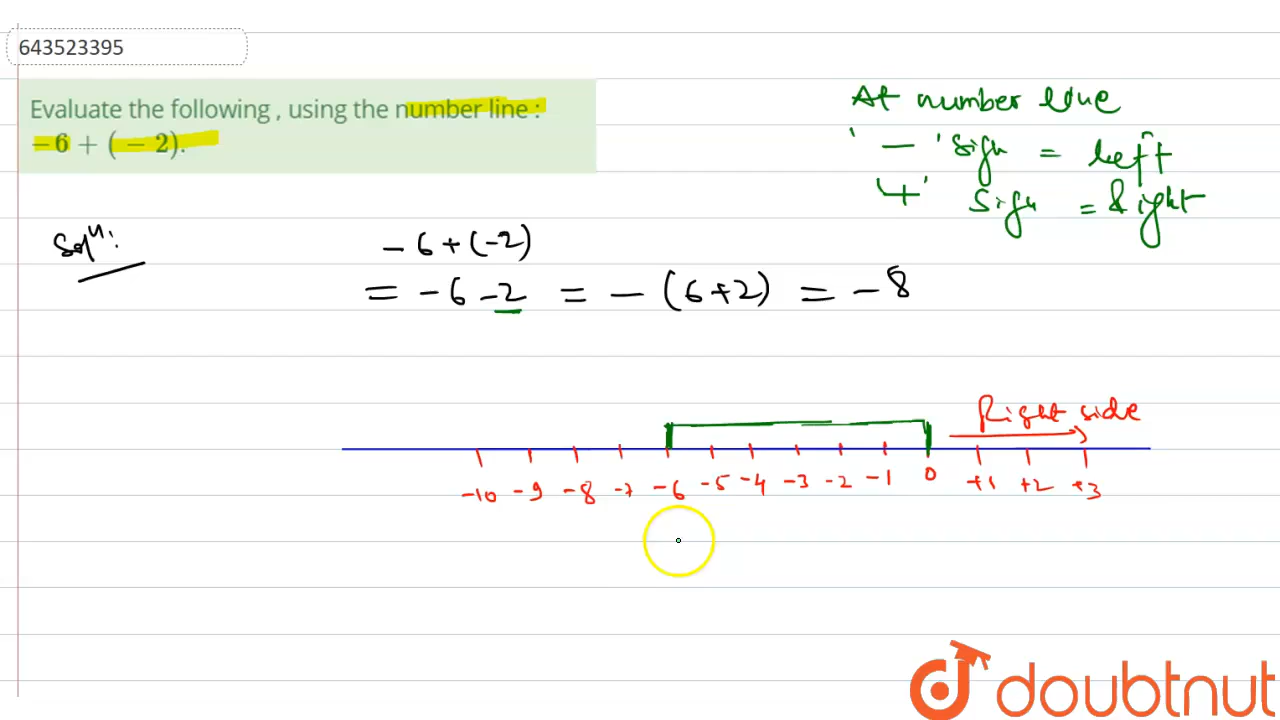 643523395
Evaluate the following , using the number line :
−6 + ( − 2).
At number line
'−' sign = left
'+' sign = Right
Solⁿ:
−6+(−2)
= −6−2 = −(6+2) = −8
Right side
−10 −9 −8 −7 −6 −5 −4 −3 −2 −1 0 +1 +2 +3
doubtnut